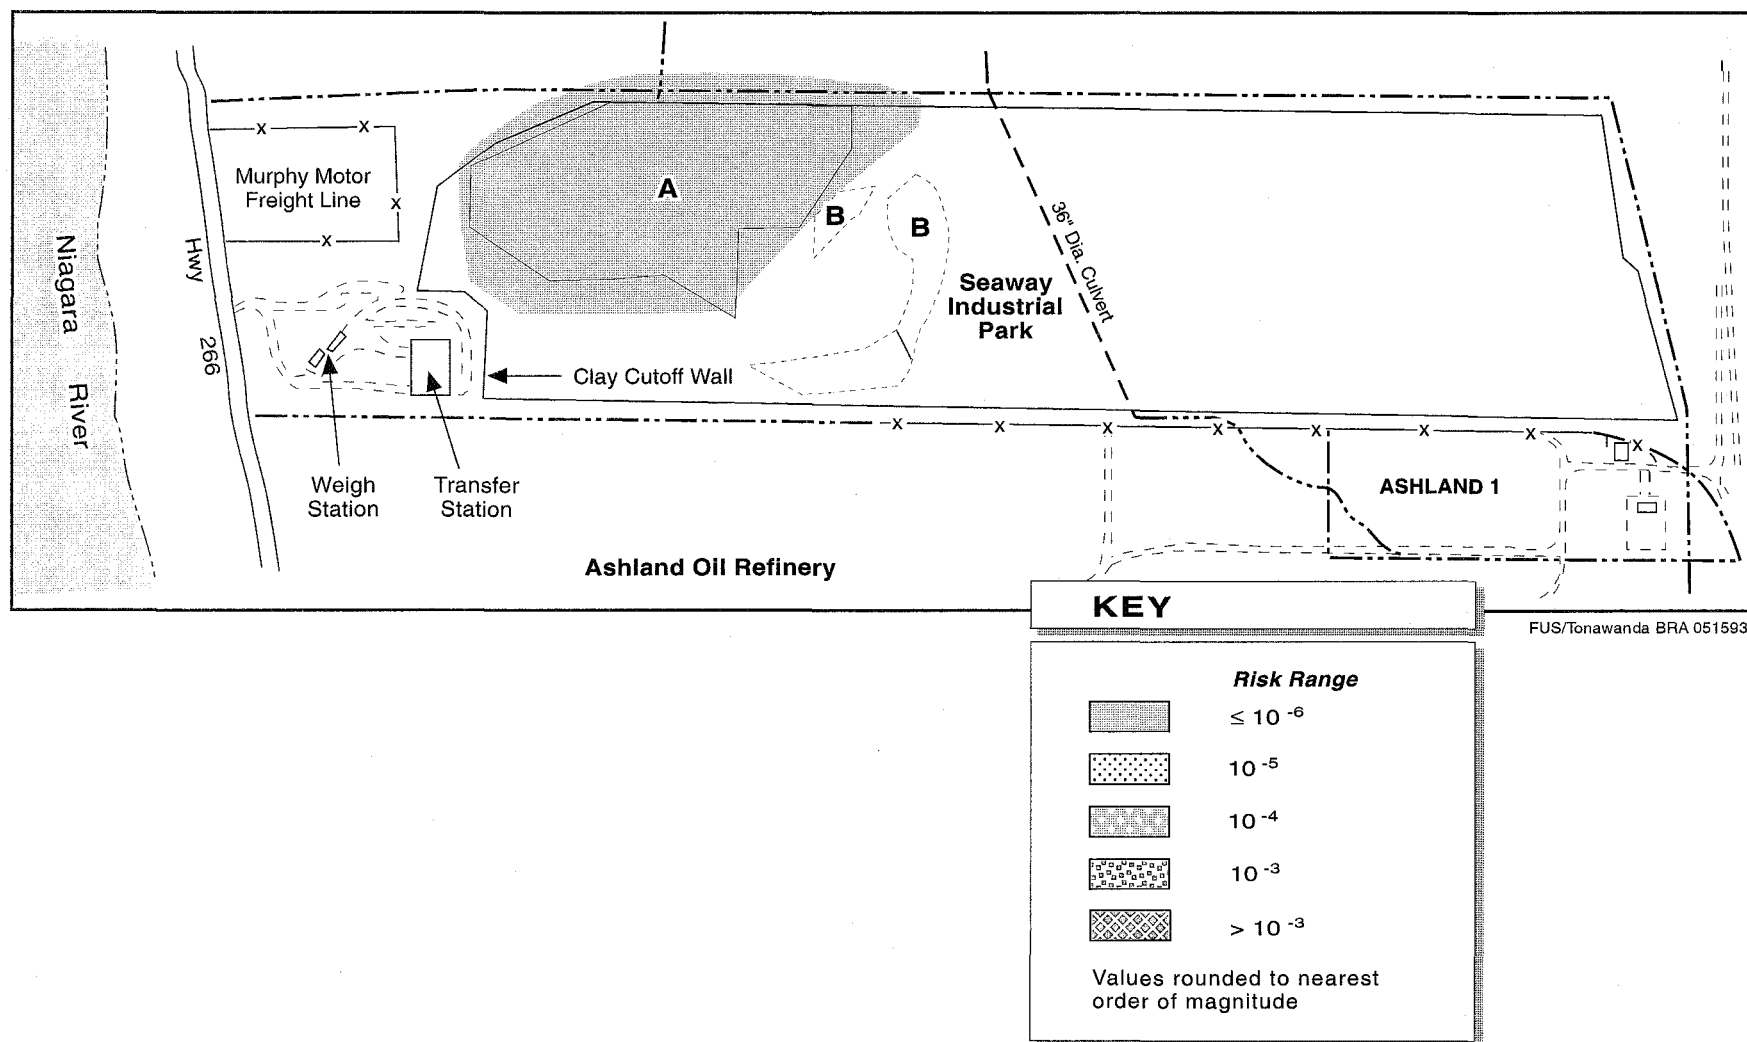 Murphy Motor
Freight Line
A
B
B
Niagara
River
Hwy
266
36" Dia. Culvert
Seaway
Industrial
Park
Clay Cutoff Wall
Weigh
Station
Transfer
Station
ASHLAND 1
Ashland Oil Refinery
KEY
FUS/Tonawanda BRA 051593
Risk Range
≤ 10 -6
10 -5
10 -4
10 -3
> 10 -3
Values rounded to nearest
order of magnitude